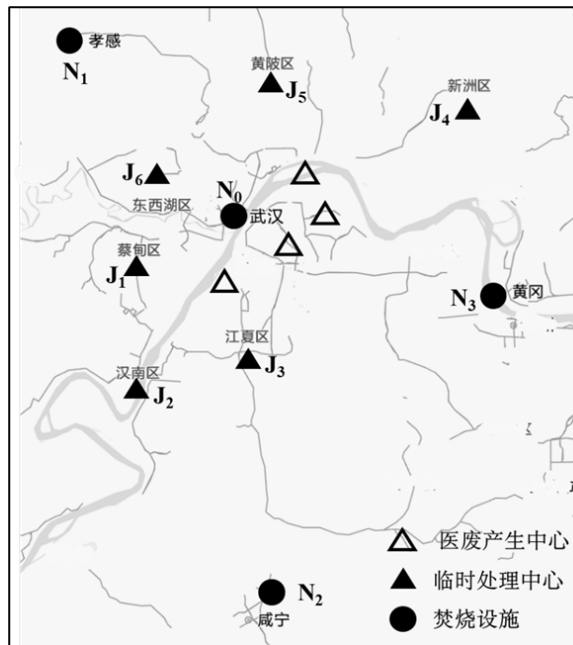 孝感
N1
黄陂区
J5
新洲区
J4
J6
N0
东西湖区
武汉
蔡甸区
J1
N3
黄冈
江夏区
J3
汉南区
J2
N2
咸宁
医废产生中心
临时处理中心
焚烧设施